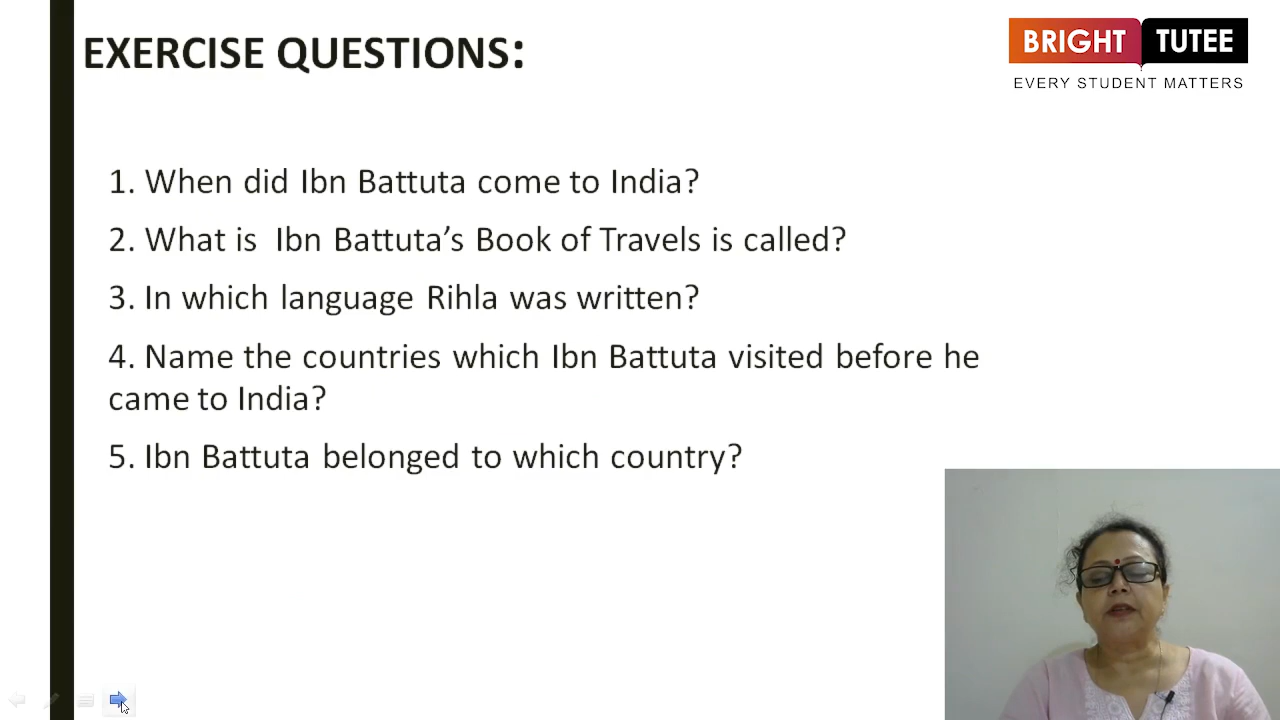 EXERCISE QUESTIONS:
BRIGHT TUTEE
EVERY STUDENT MATTERS
1. When did Ibn Battuta come to India?
2. What is  Ibn Battuta’s Book of Travels is called?
3. In which language Rihla was written?
4. Name the countries which Ibn Battuta visited before he
came to India?
5. Ibn Battuta belonged to which country?